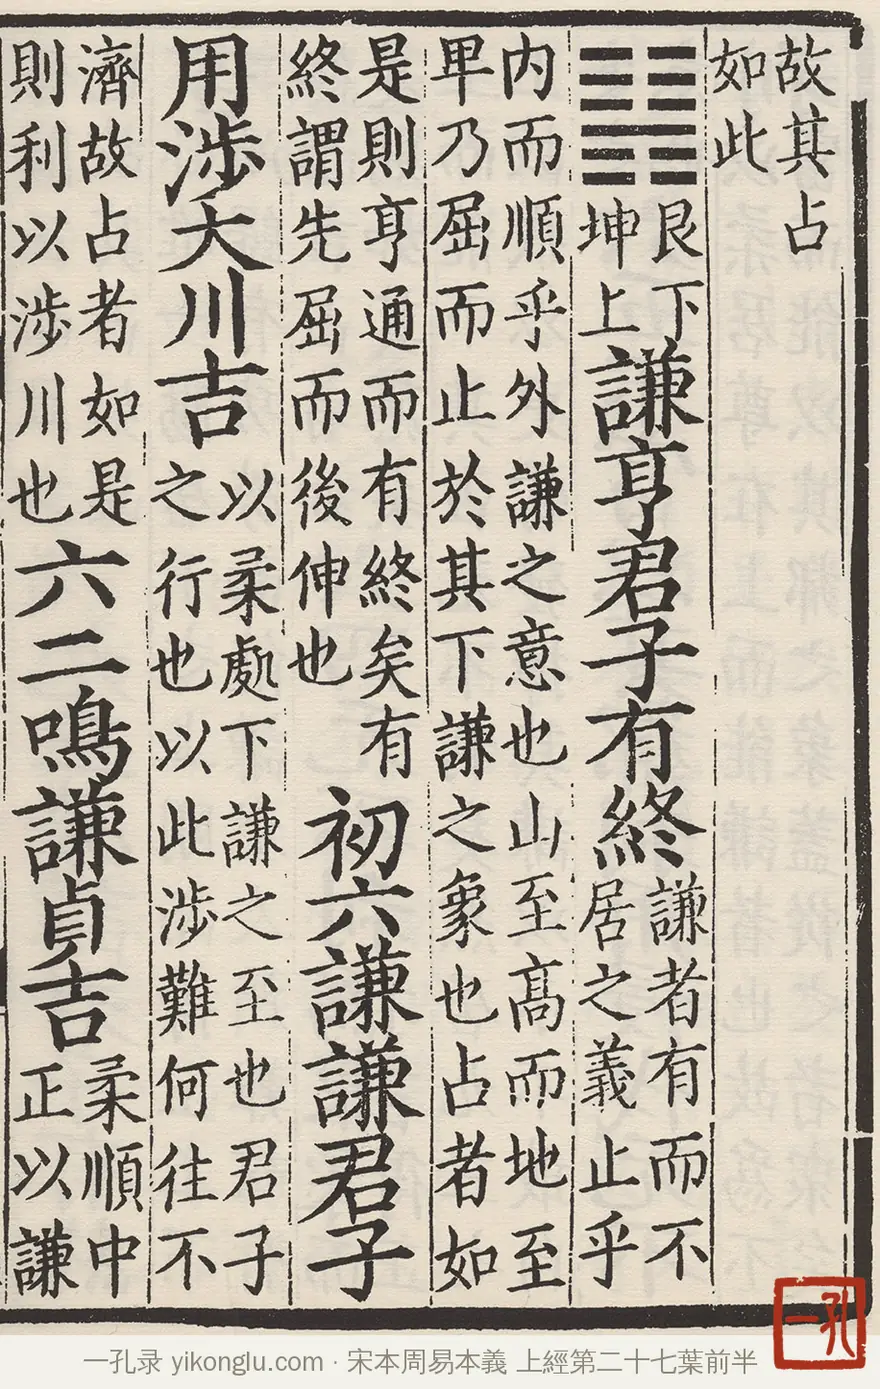 故其占如此
䷎艮下坤上謙亨君子有終謙者有而不居之義止乎
内而順乎外謙之意也山至髙而地至卑乃屈而止於其下謙之象也占者如
是則亨通而有終矣有終謂先屈而後伸也初六謙謙君子
用涉大川吉以柔處下謙之至也君子之行也以此涉難何往不
濟故占者如是則利以涉川也六二鳴謙貞吉柔順中正以謙
一孔
一孔录 yikonglu.com · 宋本周易本義 上經第二十七葉前半